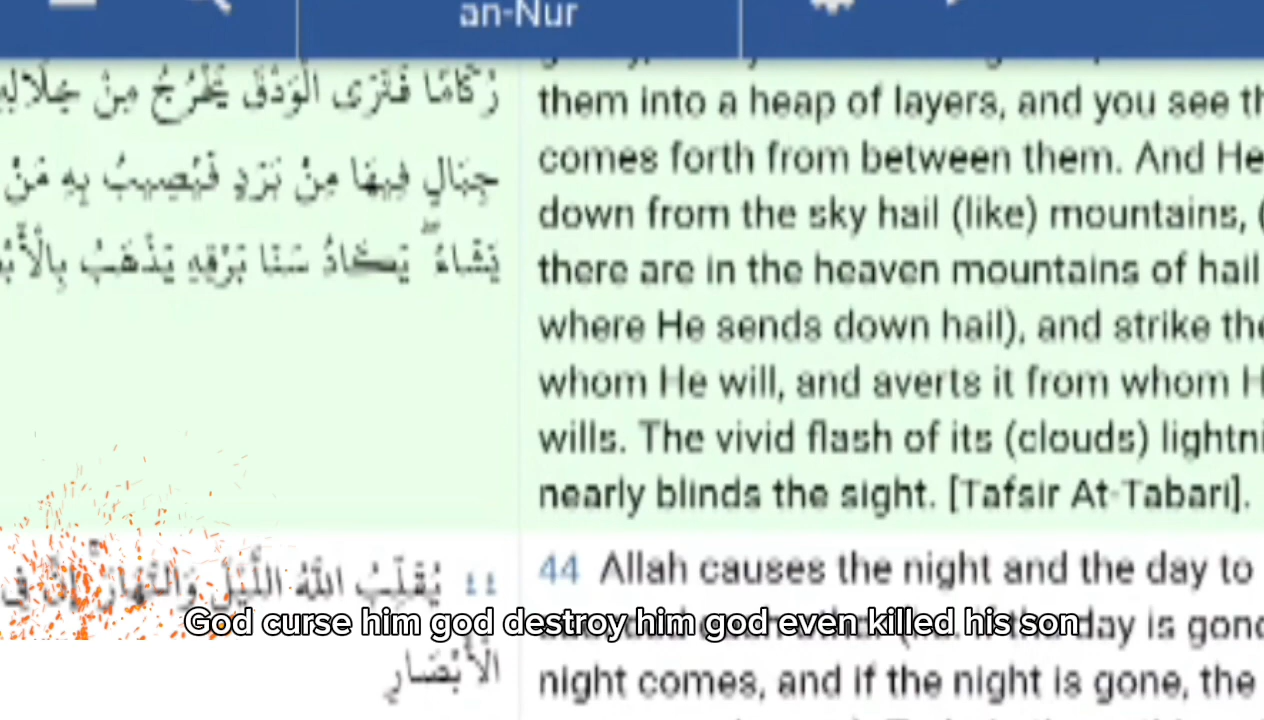 an-Nur
رُكَامًا فَتَرَى الْوَدْقَ يَخْرُجُ مِنْ خِلَالِهِ
جِبَالٍ فِيهَا مِنْ بَرَدٍ فَيُصِيبُ بِهِ مَنْ
يَشَاءُ ۖ يَكَادُ سَنَا بَرْقِهِ يَذْهَبُ
them into a heap of layers, and you see
comes forth from between them. And He
down from the sky hail (like) mountains, (
there are in the heaven mountains of hail
where He sends down hail), and strike
whom He will, and averts it from whom
wills. The vivid flash of its (clouds)
nearly blinds the sight. [Tafsir At-Tabari].
٤٤ يُقَلِّبُ اللَّهُ اللَّيْلَ وَالنَّهَارَ
الْأَبْصَارِ
44 Allah causes the night and the day to
day is
night comes, and if the night is gone, the
God curse him god destroy him god even killed his son